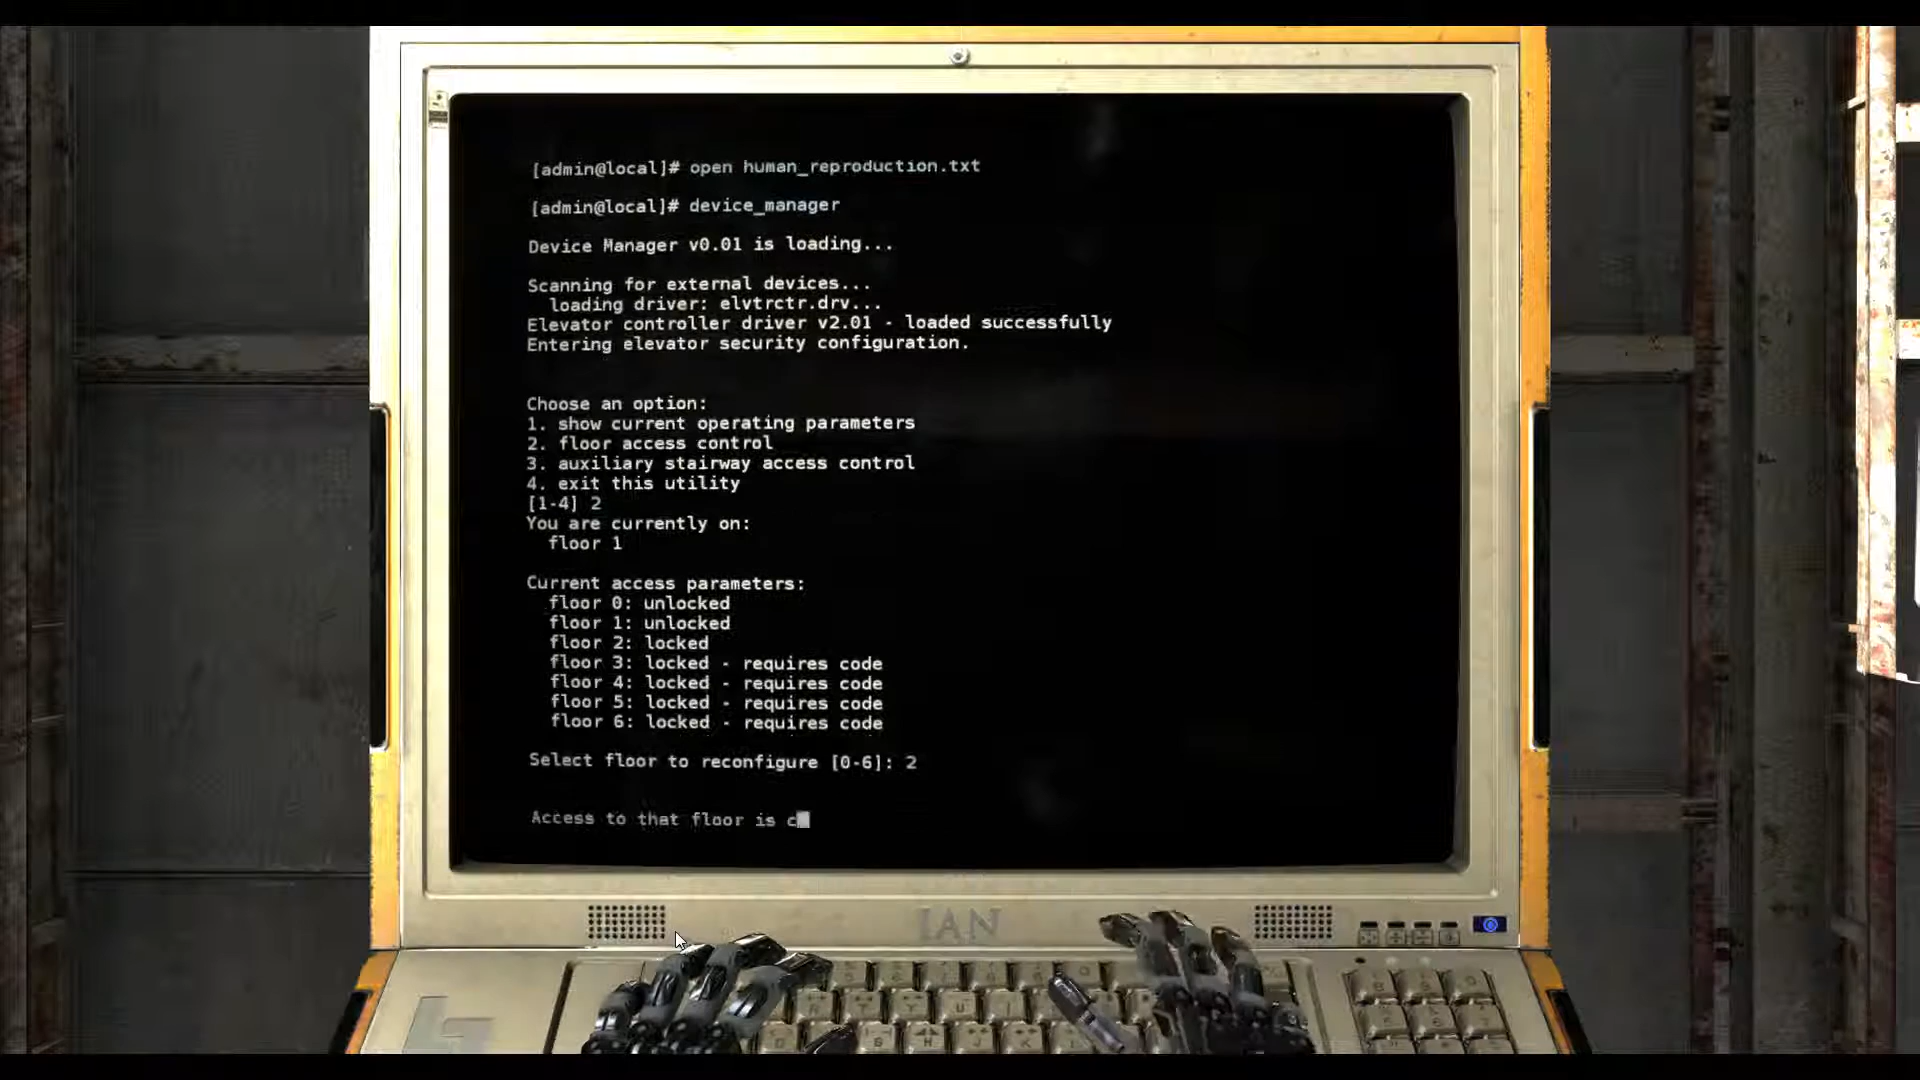 [admin@local]# open human_reproduction.txt
[admin@local]# device_manager
Device Manager v0.01 is loading...
Scanning for external devices...
loading driver: elvtrctr.drv...
Elevator controller driver v2.01 - loaded successfully
Entering elevator security configuration.
Choose an option:
1. show current operating parameters
2. floor access control
3. auxiliary stairway access control
4. exit this utility
[1-4] 2
You are currently on:
floor 1
Current access parameters:
floor 0: unlocked
floor 1: unlocked
floor 2: locked
floor 3: locked - requires code
floor 4: locked - requires code
floor 5: locked - requires code
floor 6: locked - requires code
Select floor to reconfigure [0-6]: 2
Access to that floor is c
IAN